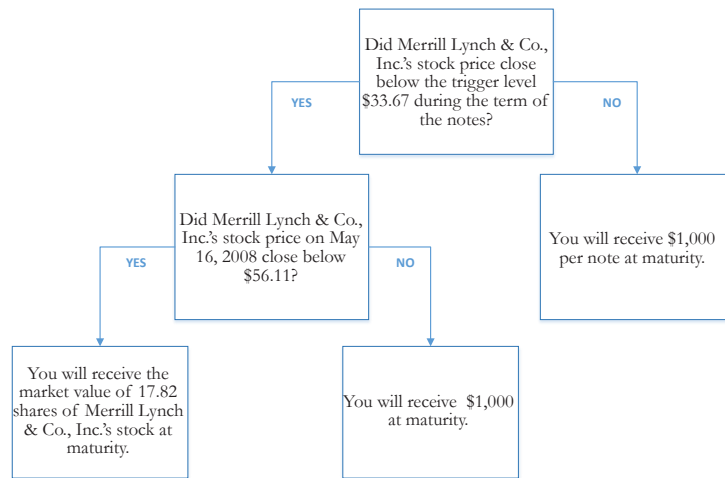 Did Merrill Lynch & Co.,
Inc.'s stock price close
below the trigger level
$33.67 during the term of
the notes?
YES
NO
Did Merrill Lynch & Co.,
Inc.'s stock price on May
16, 2008 close below
$56.11?
You will receive $1,000
per note at maturity.
YES
NO
You will receive the
market value of 17.82
shares of Merrill Lynch
& Co., Inc.'s stock at
maturity.
You will receive $1,000
at maturity.